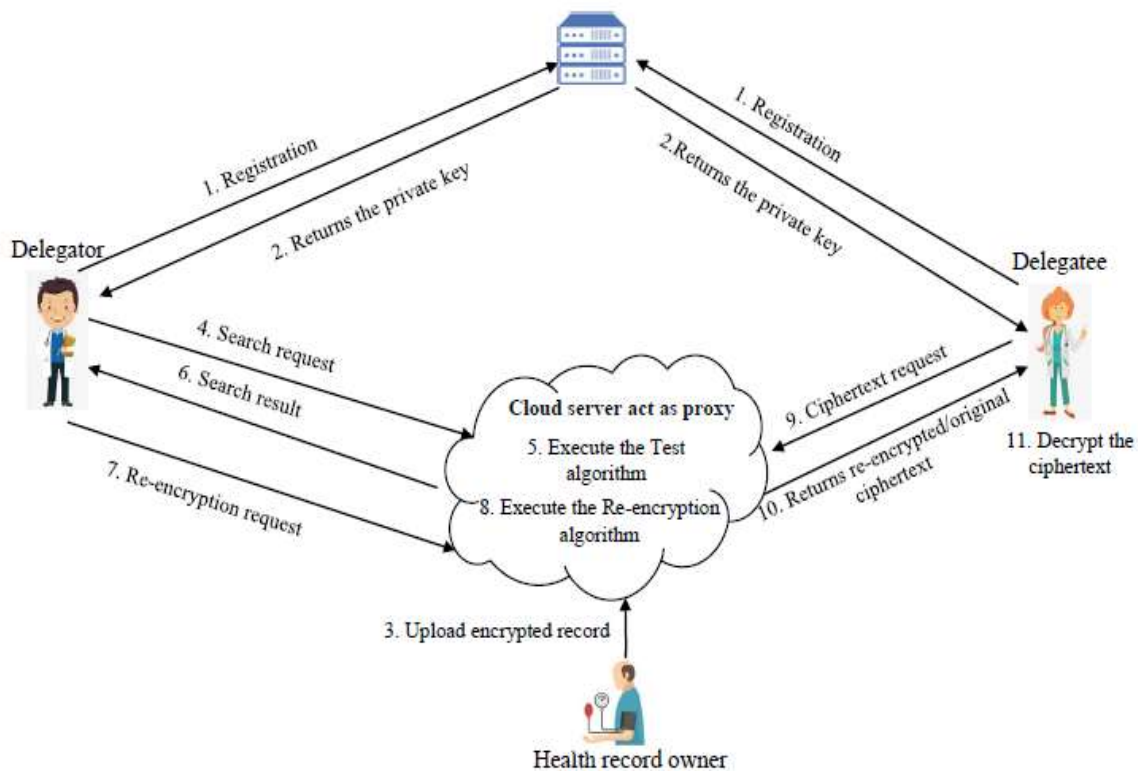 1. Registration
2. Returns the private key
1. Registration
2.Returns the private key
Delegator
Delegatee
4. Search request
6. Search result
7. Re-encryption request
Cloud server act as proxy
5. Execute the Test
algorithm
8. Execute the Re-encryption
algorithm
9. Ciphertext request
10. Returns re-encrypted/original
ciphertext
11. Decrypt the
ciphertext
3. Upload encrypted record
Health record owner